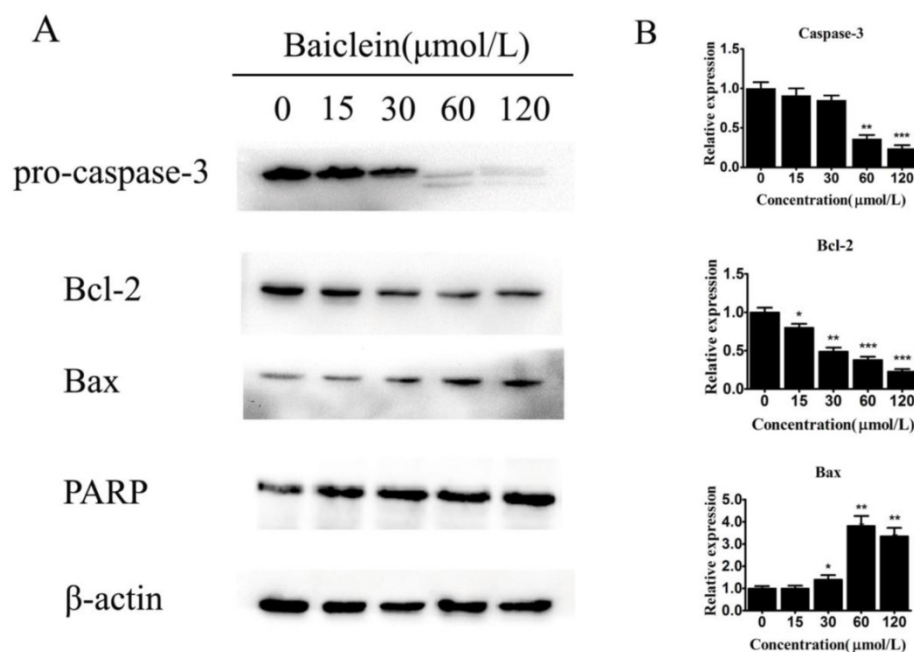 A
Baiclein(μmol/L)
0 15 30 60 120
pro-caspase-3
Bcl-2
Bax
PARP
β-actin
B
Caspase-3
Relative expression
1.5
1.0
0.5
0.0
** ***
0 15 30 60 120
Concentration(μmol/L)
Bcl-2
Relative expression
1.5
1.0
0.5
0.0
* ** *** ***
0 15 30 60 120
Concentration(μmol/L)
Bax
Relative expression
5.0
4.0
3.0
2.0
1.0
0.0
* ** **
0 15 30 60 120
Concentration(μmol/L)